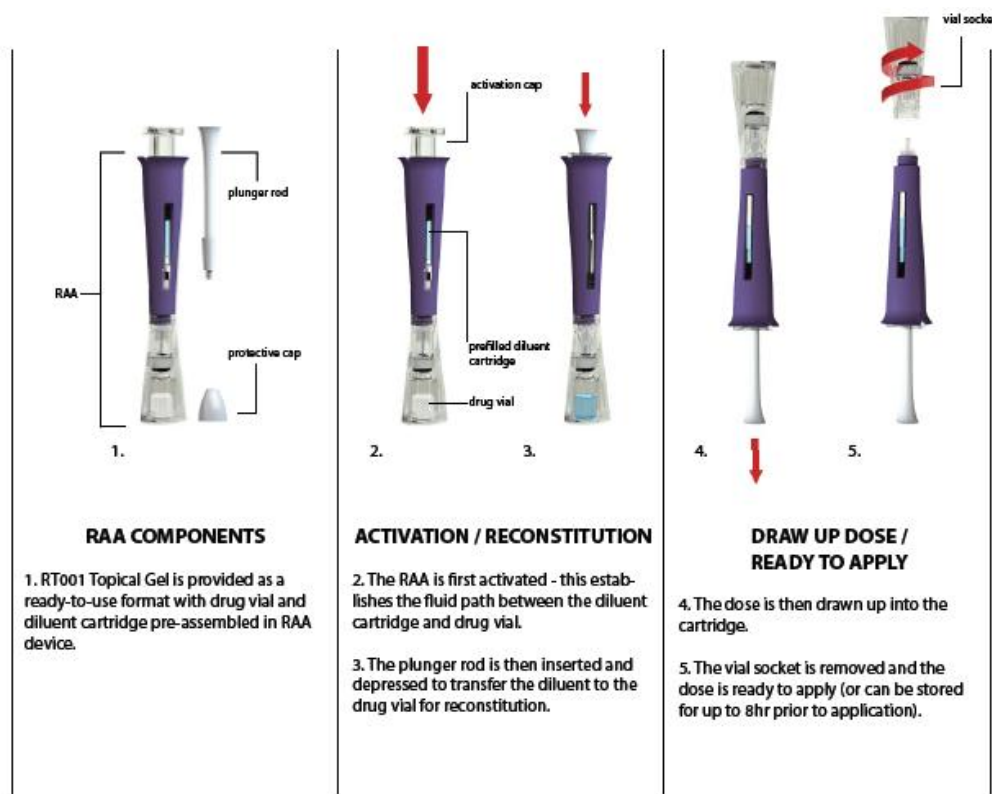 vial socke
activation cap
plunger rod
RAA
protective cap
prefilled diluent
cartridge
drug vial
1.
2.
3.
4.
5.
RAA COMPONENTS
1. RT001 Topical Gel is provided as a
ready-to-use format with drug vial and
diluent cartridge pre-assembled in RAA
device.
ACTIVATION / RECONSTITUTION
2. The RAA is first activated - this estab-
lishes the fluid path between the diluent
cartridge and drug vial.
3. The plunger rod is then inserted and
depressed to transfer the diluent to the
drug vial for reconstitution.
DRAW UP DOSE /
READY TO APPLY
4. The dose is then drawn up into the
cartridge.
5. The vial socket is removed and the
dose is ready to apply (or can be stored
for up to 8hr prior to application).